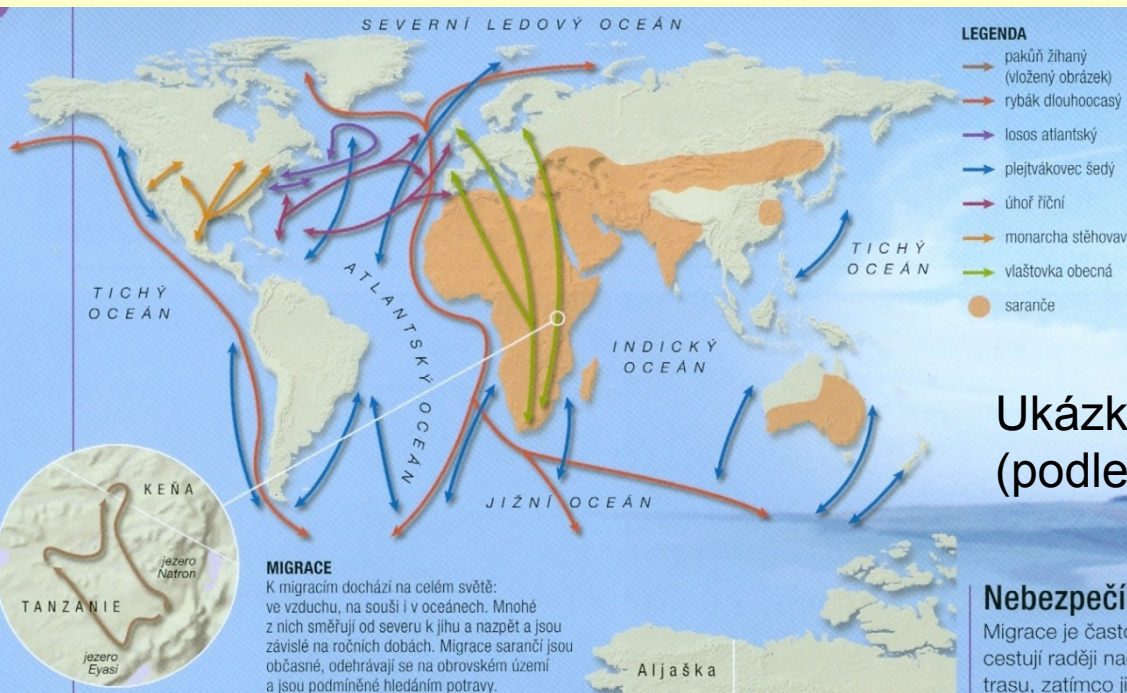 SEVERNÍ LEDOVÝ OCEÁN
LEGENDA
pakůň žíhaný
(vložený obrázek)
rybák dlouhoocasý
losos atlantský
plejtvákovec šedý
úhoř říční
monarcha stěhovav
vlaštovka obecná
saranče
TICHÝ
OCEÁN
ATLANTSKÝ OCEÁN
INDICKÝ
OCEÁN
TICHÝ
OCEÁN
JIŽNÍ OCEÁN
Ukázk
(podle
KEŇA
jezero
Natron
TANZANIE
jezero
Eyasi
MIGRACE
K migracím dochází na celém světě:
ve vzduchu, na souši i v oceánech. Mnohé
z nich směřují od severu k jihu a nazpět a jsou
závislé na ročních dobách. Migrace sarančí jsou
občasné, odehrávají se na obrovském území
a jsou podmíněné hledáním potravy.
Aljaška
Nebezpečí
Migrace je často
cestují raději na
trasu, zatímco ji